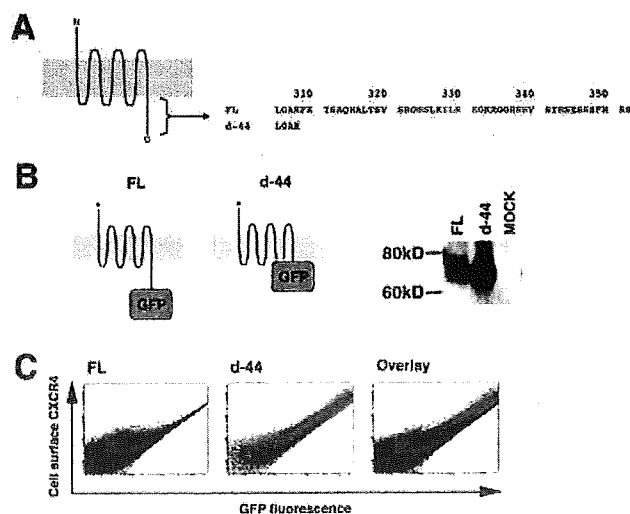 A
N
C
310 320 330 340 350
FL
d-44 LGAK
B
FL d-44
GFP GFP
FL d-44 MOCK
80kD
60kD
C
FL d-44 Overlay
Cell surface CXCR4
GFP fluorescence